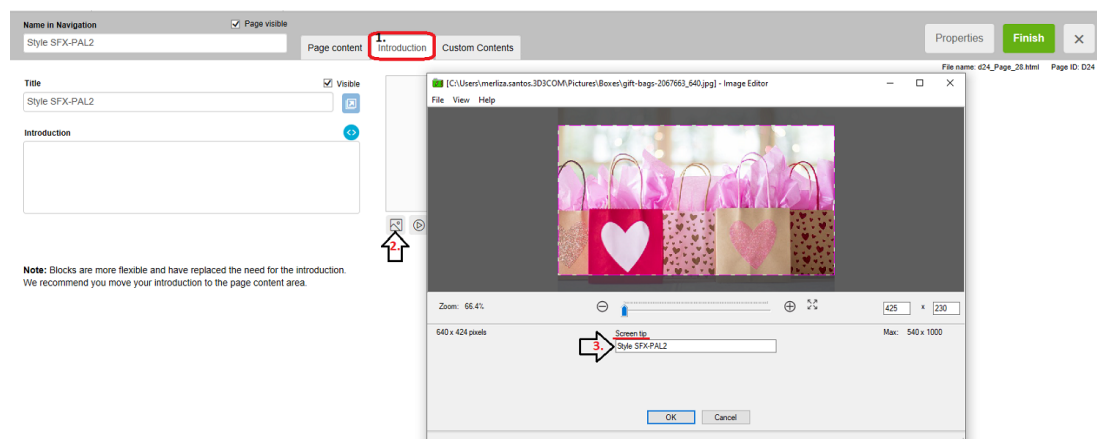 Name in Navigation
Page visible
Style SFX-PAL2
1.
Page content
Introduction
Custom Contents
Properties
Finish
File name: d24_Page_28.html Page ID: D24
Title
Visible
Style SFX-PAL2
Introduction
2.
Note: Blocks are more flexible and have replaced the need for the introduction.
We recommend you move your introduction to the page content area.
[C:\Users\merliza.santos.3D3COM\Pictures\Boxes\gift-bags-2067663_640.jpg] - Image Editor
File View Help
Zoom: 66.4%
425 x 230
640 x 424 pixels
Screen tip
Max: 540 x 1000
3.
Style SFX-PAL2
OK
Cancel